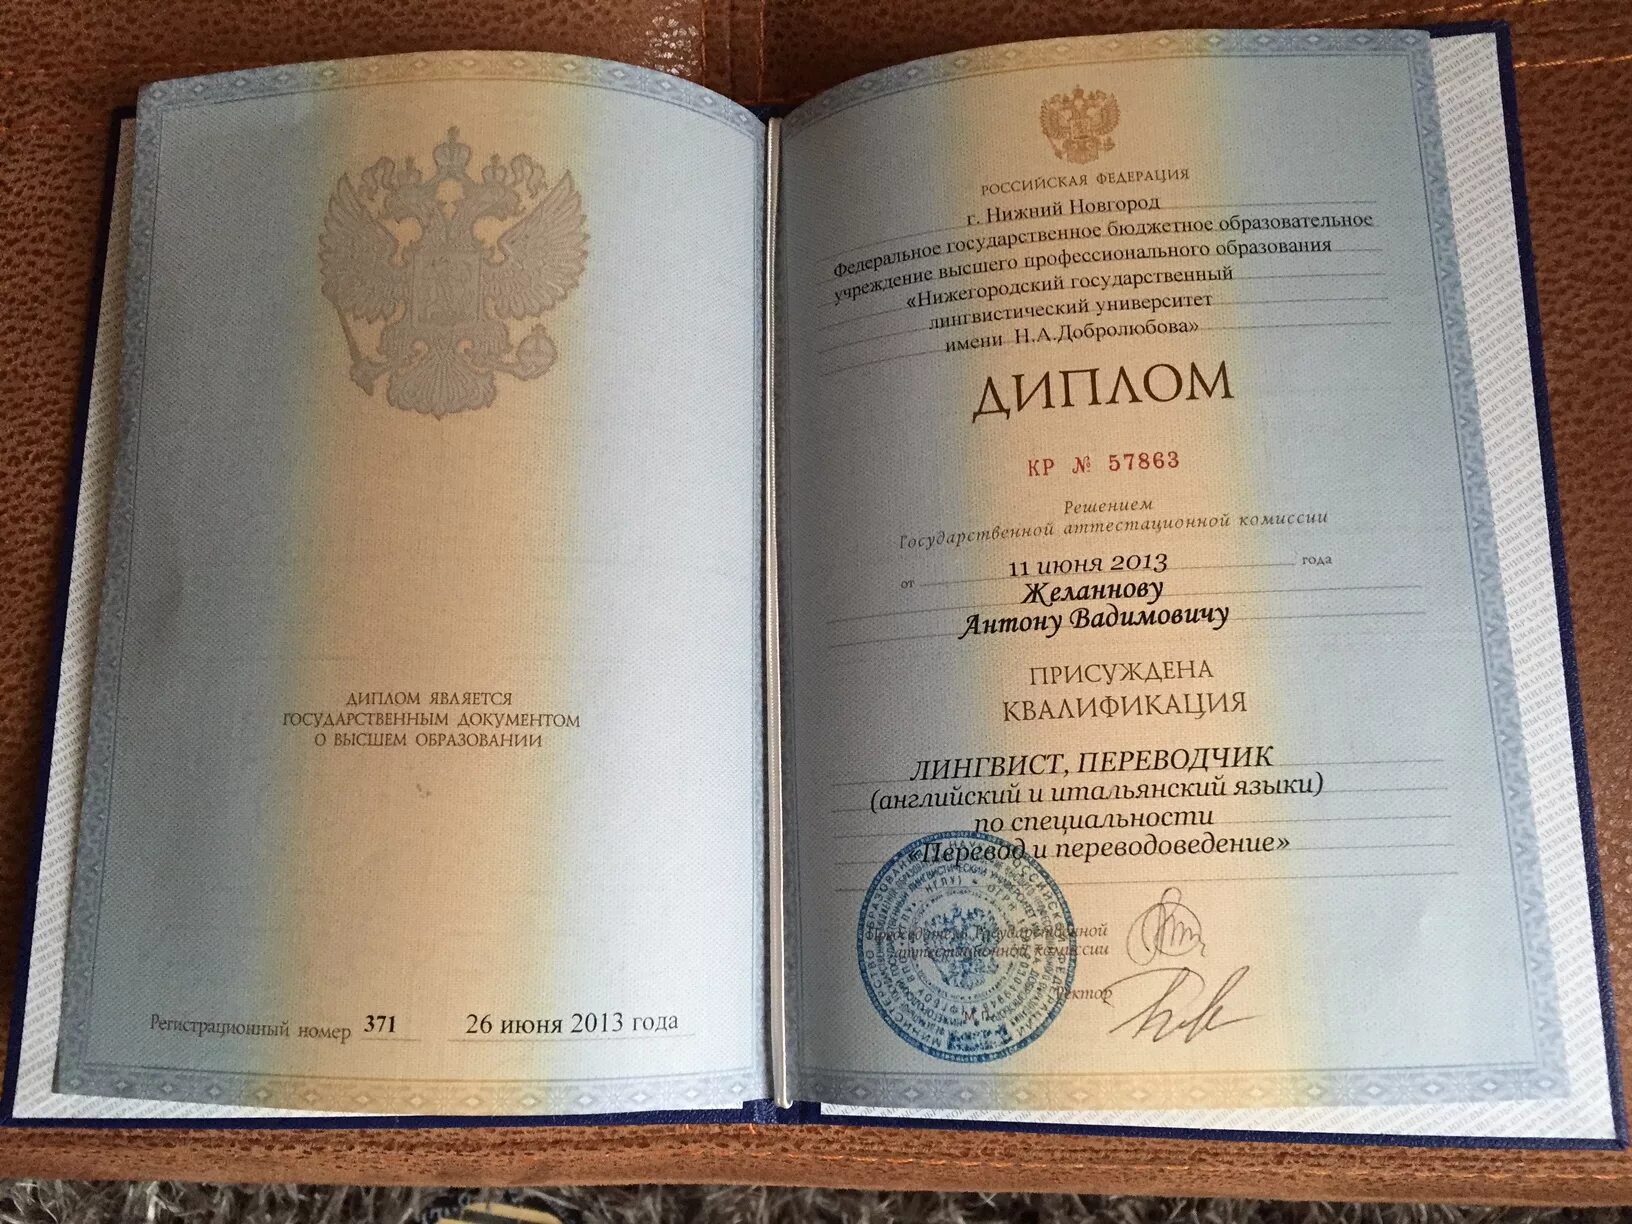 ДИПЛОМ ЯВЛЯЕТСЯ
ГОСУДАРСТВЕННЫМ ДОКУМЕНТОМ
О ВЫСШЕМ ОБРАЗОВАНИИ
Регистрационный номер 371 26 июня 2013 года
РОССИЙСКАЯ ФЕДЕРАЦИЯ
г. Нижний Новгород
Федеральное государственное бюджетное образовательное
учреждение высшего профессионального образования
«Нижегородский государственный
лингвистический университет
имени Н.А.Добролюбова»
ДИПЛОМ
КР № 57863
Решением
Государственной аттестационной комиссии
от 11 июня 2013 года
Желаннову
Антону Вадимовичу
ПРИСУЖДЕНА
КВАЛИФИКАЦИЯ
ЛИНГВИСТ, ПЕРЕВОДЧИК
(английский и итальянский языки)
по специальности
«Перевод и переводоведение»
Председатель Государственной
аттестационной комиссии
Ректор
М.П.